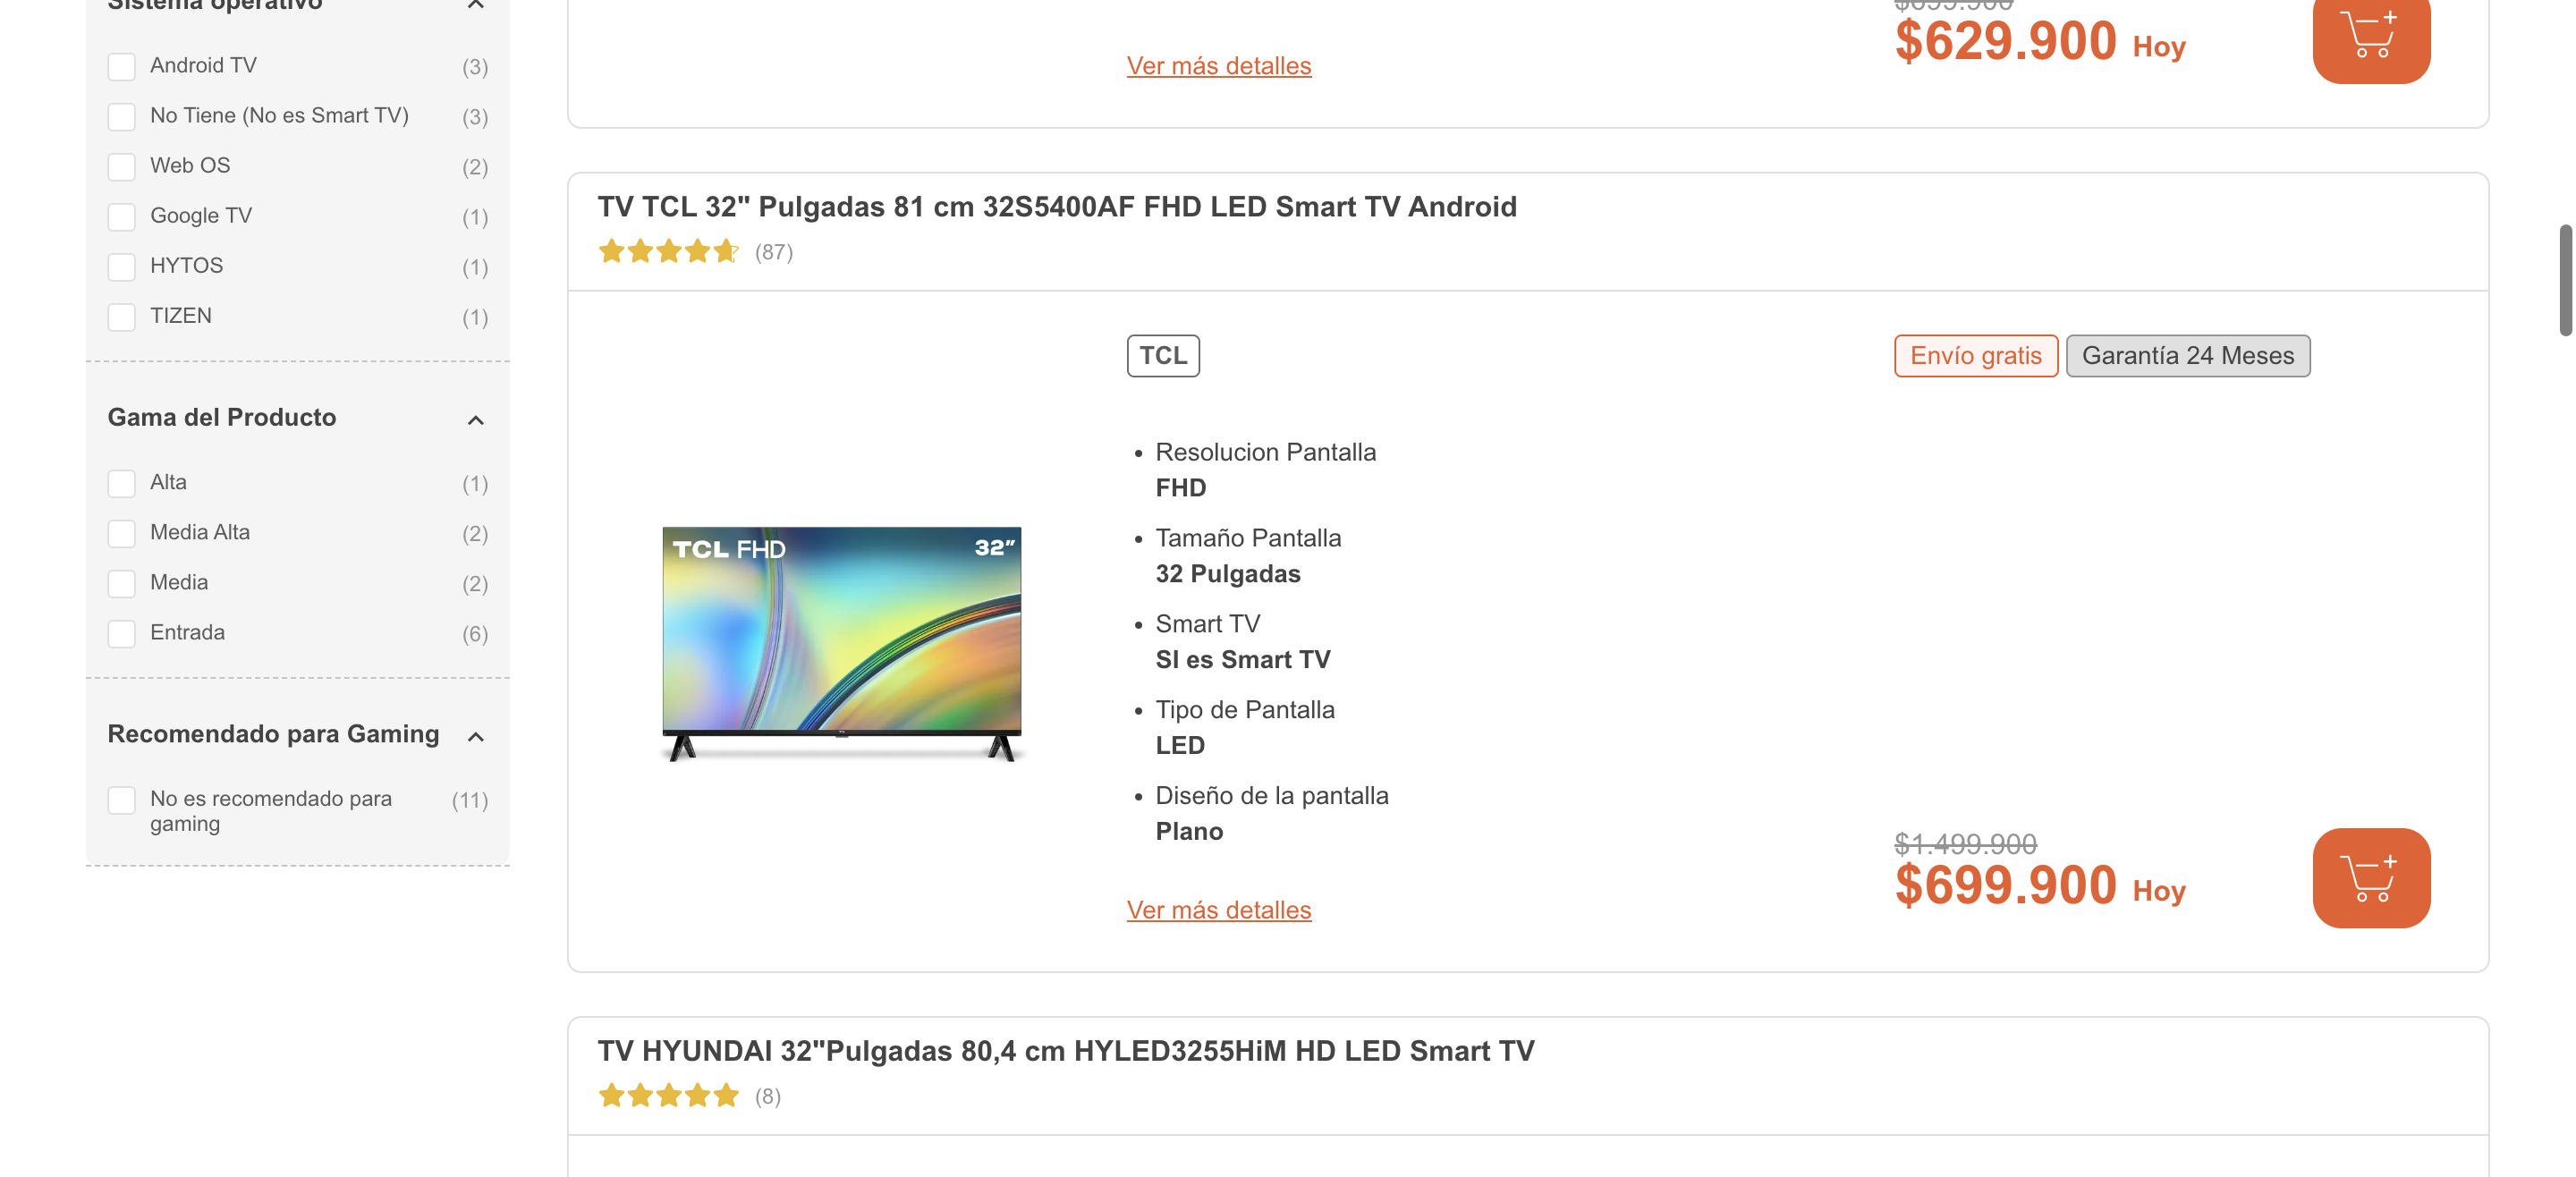 Sistema operativo
Android TV (3)
No Tiene (No es Smart TV) (3)
Web OS (2)
Google TV (1)
HYTOS (1)
TIZEN (1)
Gama del Producto
Alta (1)
Media Alta (2)
Media (2)
Entrada (6)
Recomendado para Gaming
No es recomendado para (11)
gaming
$629.900 Hoy
Ver más detalles
TV TCL 32" Pulgadas 81 cm 32S5400AF FHD LED Smart TV Android
(87)
TCL
Envío gratis
Garantía 24 Meses
TCL FHD 32”
• Resolucion Pantalla
FHD
• Tamaño Pantalla
32 Pulgadas
• Smart TV
SI es Smart TV
• Tipo de Pantalla
LED
• Diseño de la pantalla
Plano
Ver más detalles
$1.499.900
$699.900 Hoy
TV HYUNDAI 32"Pulgadas 80,4 cm HYLED3255HiM HD LED Smart TV
(8)